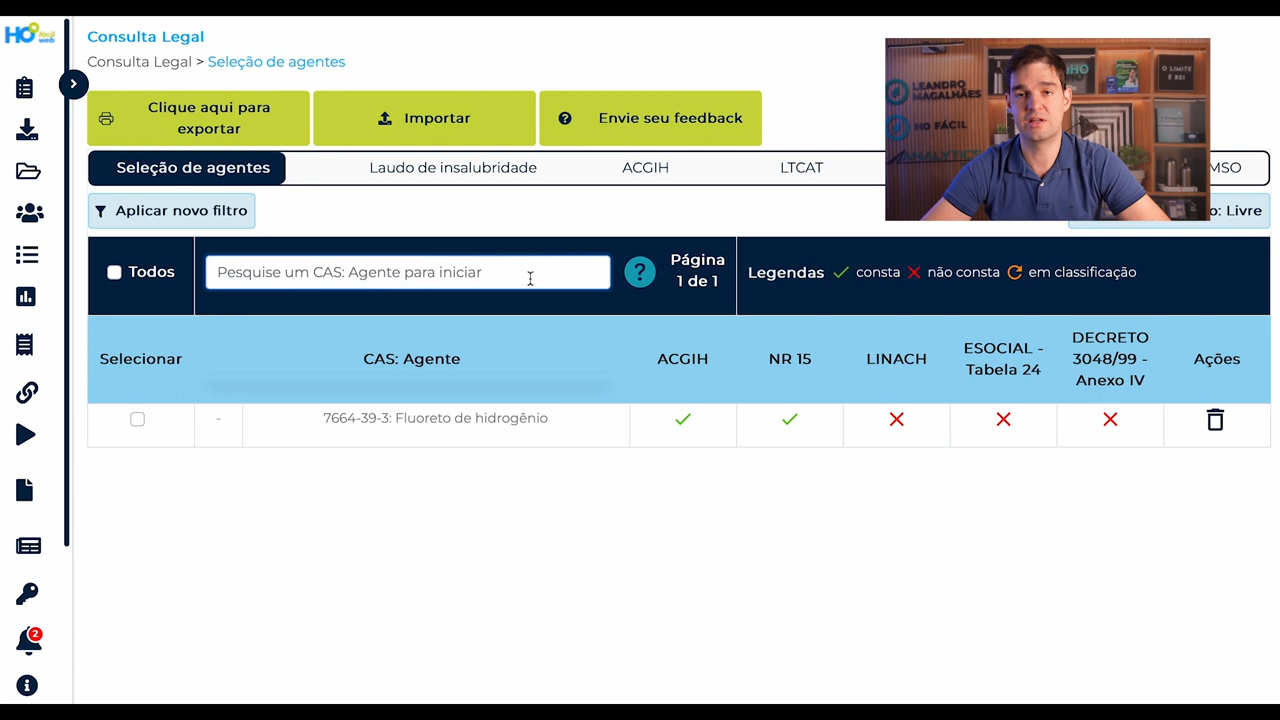 HO fácil
web
Consulta Legal
Consulta Legal > Seleção de agentes
Clique aqui para
exportar
Importar
Envie seu feedback
LEANDRO
MAGALHÃES
HO FÁCIL
ANALYTICS
O LIMITE
É REI
Seleção de agentes
Laudo de insalubridade
ACGIH
LTCAT
MSO
Aplicar novo filtro
o: Livre
Todos
Pesquise um CAS: Agente para iniciar
?
Página
1 de 1
Legendas
consta
não consta
em classificação
Selecionar
CAS: Agente
ACGIH
NR 15
LINACH
ESOCIAL -
Tabela 24
DECRETO
3048/99 -
Anexo IV
Ações
-
7664-39-3: Fluoreto de hidrogênio
2